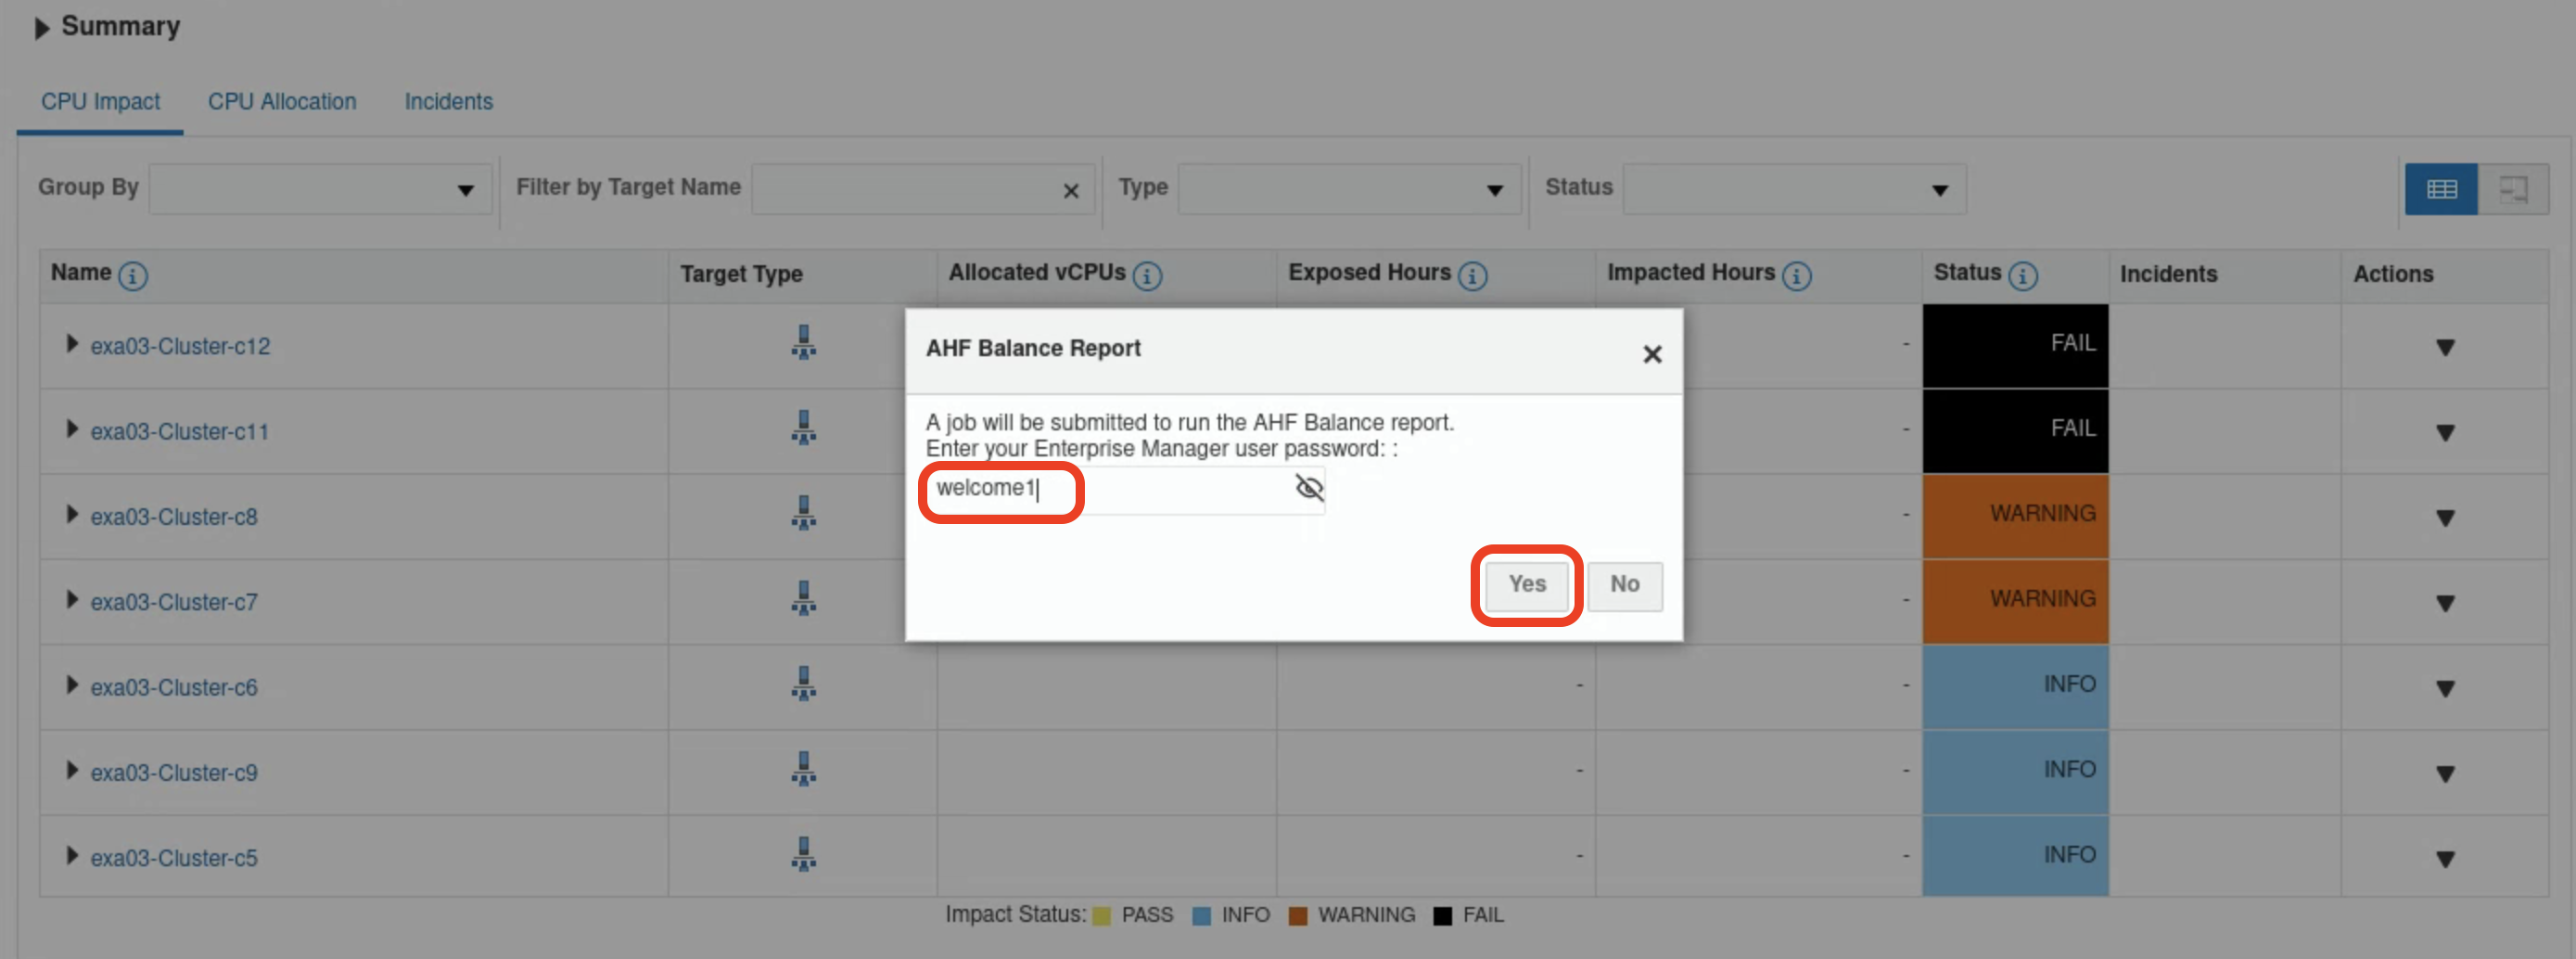 Summary
CPU Impact CPU Allocation Incidents
Group By Filter by Target Name Type Status
Name Target Type Allocated vCPUs Exposed Hours Impacted Hours Status Incidents Actions
exa03-Cluster-c12 - FAIL
exa03-Cluster-c11 - FAIL
exa03-Cluster-c8 - WARNING
exa03-Cluster-c7 - WARNING
exa03-Cluster-c6 - - INFO
exa03-Cluster-c9 - - INFO
exa03-Cluster-c5 - - INFO
Impact Status: PASS INFO WARNING FAIL
AHF Balance Report
A job will be submitted to run the AHF Balance report.
Enter your Enterprise Manager user password: :
welcome1
Yes No